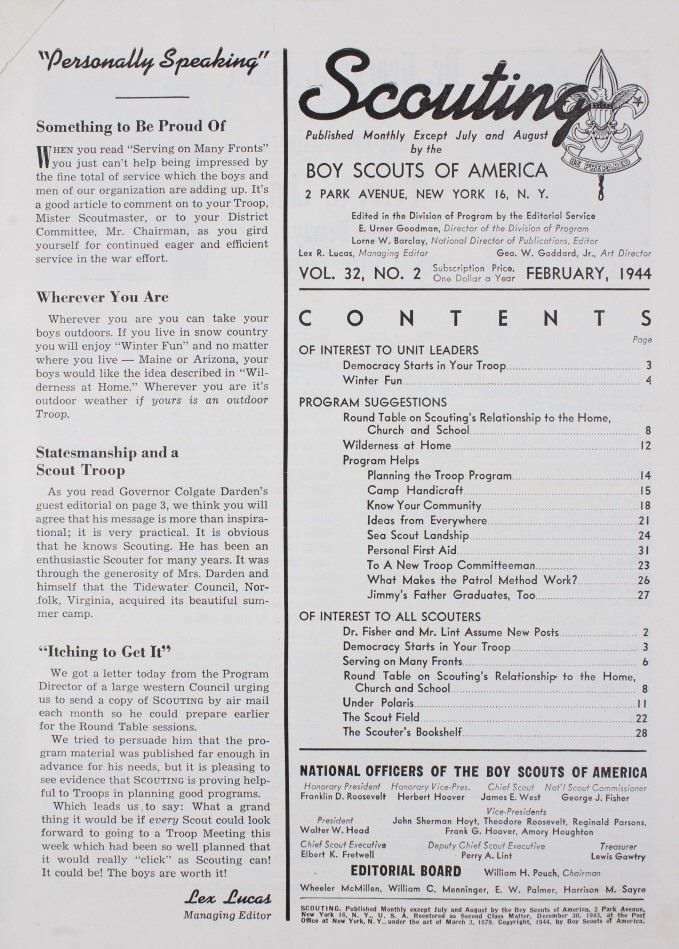 "Personally Speaking"
Something to Be Proud Of
WHEN you read "Serving on Many Fronts"
you just can't help being impressed by
the fine total of service which the boys and
men of our organization are adding up. It's
a good article to comment on to your Troop,
Mister Scoutmaster, or to your District
Committee, Mr. Chairman, as you gird
yourself for continued eager and efficient
service in the war effort.
Wherever You Are
Wherever you are you can take your
boys outdoors. If you live in snow country
you will enjoy "Winter Fun" and no matter
where you live — Maine or Arizona, your
boys would like the idea described in "Wil-
derness at Home." Wherever you are it's
outdoor weather if yours is an outdoor
Troop.
Statesmanship and a
Scout Troop
As you read Governor Colgate Darden's
guest editorial on page 3, we think you will
agree that his message is more than inspira-
tional; it is very practical. It is obvious
that he knows Scouting. He has been an
enthusiastic Scouter for many years. It was
through the generosity of Mrs. Darden and
himself that the Tidewater Council, Nor-
folk, Virginia, acquired its beautiful sum-
mer camp.
"Itching to Get It"
We got a letter today from the Program
Director of a large western Council urging
us to send a copy of SCOUTING by air mail
each month so he could prepare earlier
for the Round Table sessions.
We tried to persuade him that the pro-
gram material was published far enough in
advance for his needs, but it is pleasing to
see evidence that SCOUTING is proving help-
ful to Troops in planning good programs.
Which leads us to say: What a grand
thing it would be if every Scout could look
forward to going to a Troop Meeting this
week which had been so well planned that
it would really "click" as Scouting can!
It could be! The boys are worth it!
Lex Lucas
Managing Editor
Scouting
BE PREPARED
Published Monthly Except July and August
by the
BOY SCOUTS OF AMERICA
2 PARK AVENUE, NEW YORK 16, N. Y.
Edited in the Division of Program by the Editorial Service
E. Urner Goodman, Director of the Division of Program
Lorne W. Barclay, National Director of Publications, Editor
Lex R. Lucas, Managing Editor Geo. W. Goddard, Jr., Art Director
VOL. 32, NO. 2 Subscription Price, One Dollar a Year FEBRUARY, 1944
CONTENTS
Page
OF INTEREST TO UNIT LEADERS
Democracy Starts in Your Troop 3
Winter Fun 4
PROGRAM SUGGESTIONS
Round Table on Scouting's Relationship to the Home,
Church and School 8
Wilderness at Home 12
Program Helps
Planning the Troop Program 14
Camp Handicraft 15
Know Your Community 18
Ideas from Everywhere 21
Sea Scout Landship 24
Personal First Aid 31
To A New Troop Committeeman 23
What Makes the Patrol Method Work? 26
Jimmy's Father Graduates, Too 27
OF INTEREST TO ALL SCOUTERS
Dr. Fisher and Mr. Lint Assume New Posts 2
Democracy Starts in Your Troop 3
Serving on Many Fronts 6
Round Table on Scouting's Relationship to the Home,
Church and School 8
Under Polaris 11
The Scout Field 22
The Scouter's Bookshelf 28
NATIONAL OFFICERS OF THE BOY SCOUTS OF AMERICA
Honorary President Honorary Vice-Pres. Chief Scout Nat'l Scout Commissioner
Franklin D. Roosevelt Herbert Hoover James E. West George J. Fisher
Vice-Presidents
President John Sherman Hoyt, Theodore Roosevelt, Reginald Parsons,
Walter W. Head Frank G. Hoover, Amory Houghton
Chief Scout Executive Deputy Chief Scout Executive Treasurer
Elbert K. Fretwell Perry A. Lint Lewis Gawtry
EDITORIAL BOARD William H. Pouch, Chairman
Wheeler McMillen, William C. Menninger, E. W. Palmer, Harrison M. Sayre
SCOUTING, Published Monthly except July and August by the Boy Scouts of America, 2 Park Avenue,
New York 16, N. Y., U. S. A. Reentered as Second Class Matter, December 30, 1943, at the Post
Office at New York, N. Y., under the act of March 3, 1879. Copyright, 1944, by Boy Scouts of America.